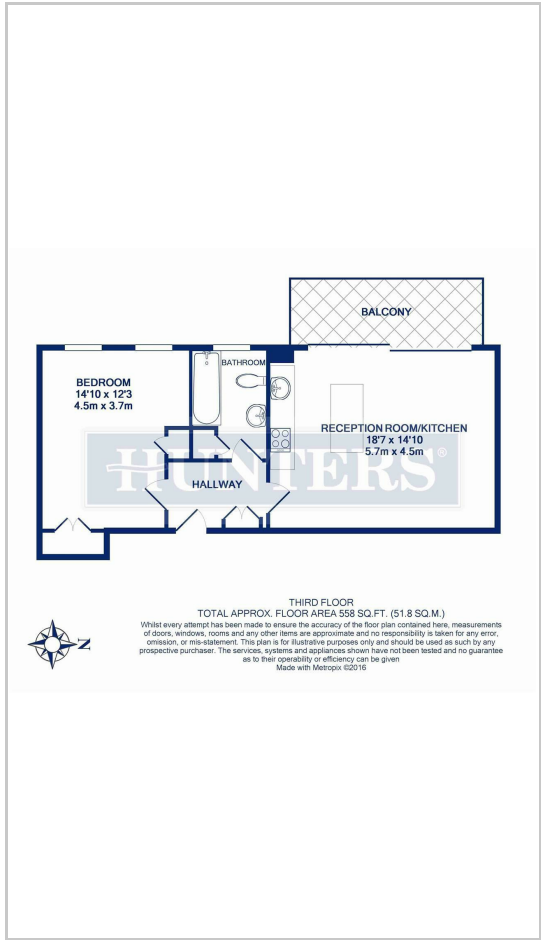 BALCONY
BATHROOM
BEDROOM
14'10 x 12'3
4.5m x 3.7m
RECEPTION ROOM/KITCHEN
18'7 x 14'10
5.7m x 4.5m
HUNTERS®
HALLWAY
THIRD FLOOR
TOTAL APPROX. FLOOR AREA 558 SQ.FT. (51.8 SQ.M.)
Whilst every attempt has been made to ensure the accuracy of the floor plan contained here, measurements
of doors, windows, rooms and any other items are approximate and no responsibility is taken for any error,
omission, or mis-statement. This plan is for illustrative purposes only and should be used as such by any
prospective purchaser. The services, systems and appliances shown have not been tested and no guarantee
as to their operability or efficiency can be given
Made with Metropix ©2016
N